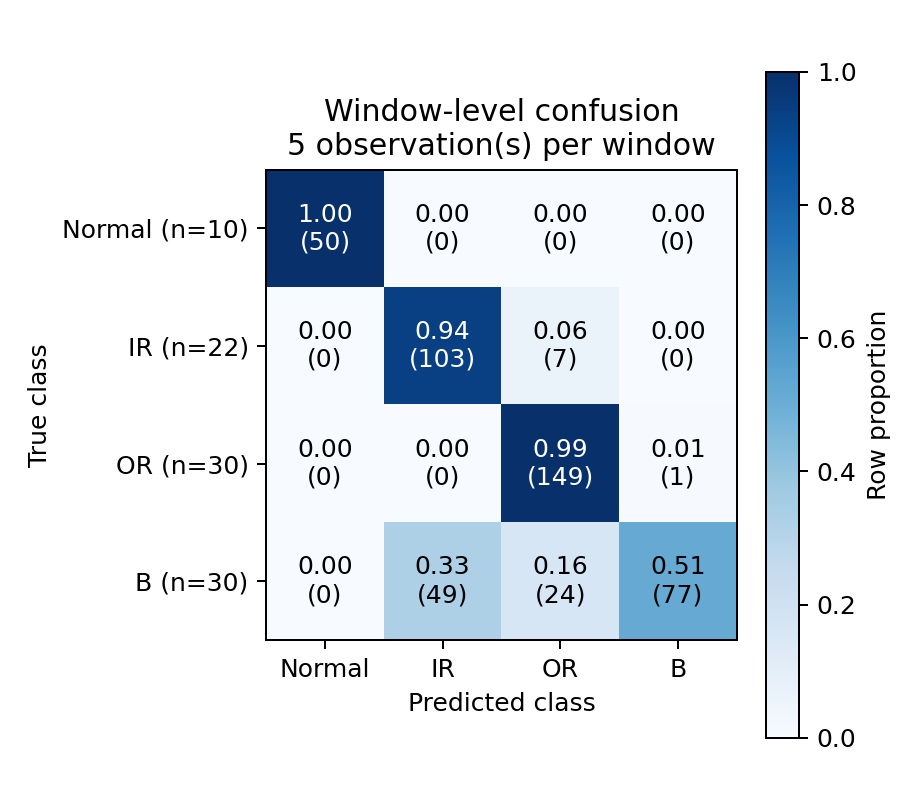 Window-level confusion
5 observation(s) per window
True class
Normal (n=10)
1.00 0.00 0.00 0.00
(50) (0) (0) (0)
IR (n=22)
0.00 0.94 0.06 0.00
(0) (103) (7) (0)
OR (n=30)
0.00 0.00 0.99 0.01
(0) (0) (149) (1)
B (n=30)
0.00 0.33 0.16 0.51
(0) (49) (24) (77)
Normal IR OR B
Predicted class
1.0
0.8
0.6
0.4
0.2
0.0
Row proportion